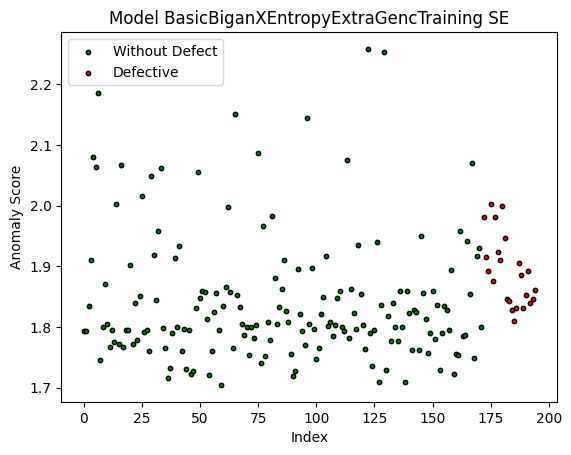 Model BasicBiganXEntropyExtraGencTraining SE
Without Defect
Defective
Anomaly Score
2.2
2.1
2.0
1.9
1.8
1.7
0 25 50 75 100 125 150 175 200
Index